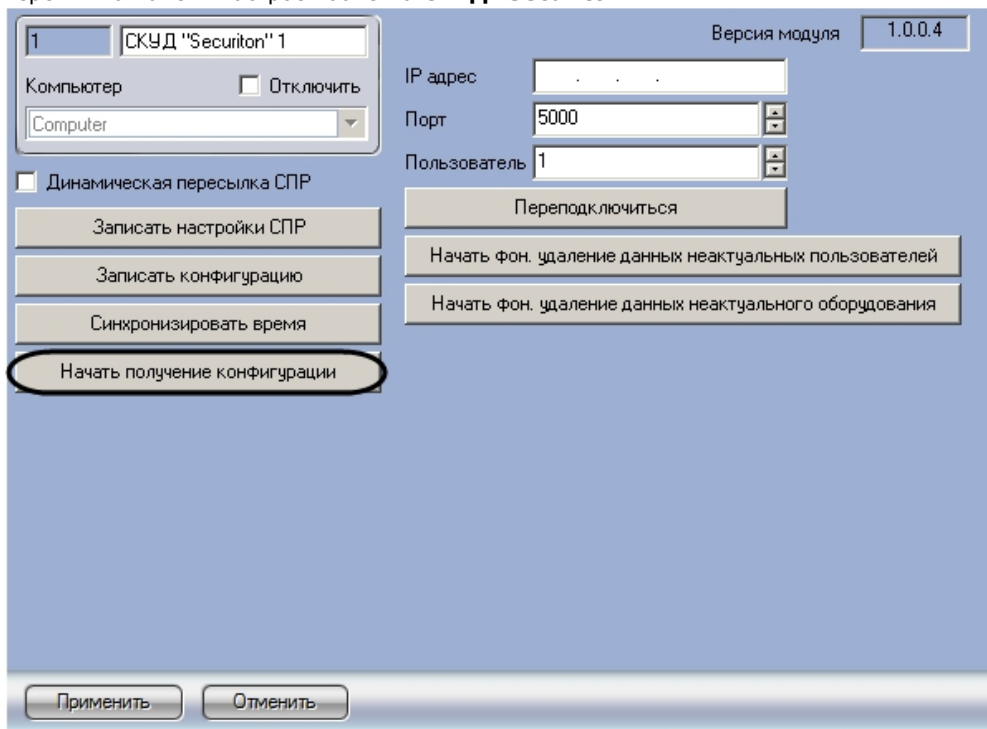 1 СКУД "Securiton" 1
Компьютер Отключить
Computer
Динамическая пересылка СПР
Записать настройки СПР
Записать конфигурацию
Синхронизировать время
Начать получение конфигурации
Версия модуля 1.0.0.4
IP адрес . . .
Порт 5000
Пользователь 1
Переподключиться
Начать фон. удаление данных неактуальных пользователей
Начать фон. удаление данных неактуального оборудования
Применить Отменить